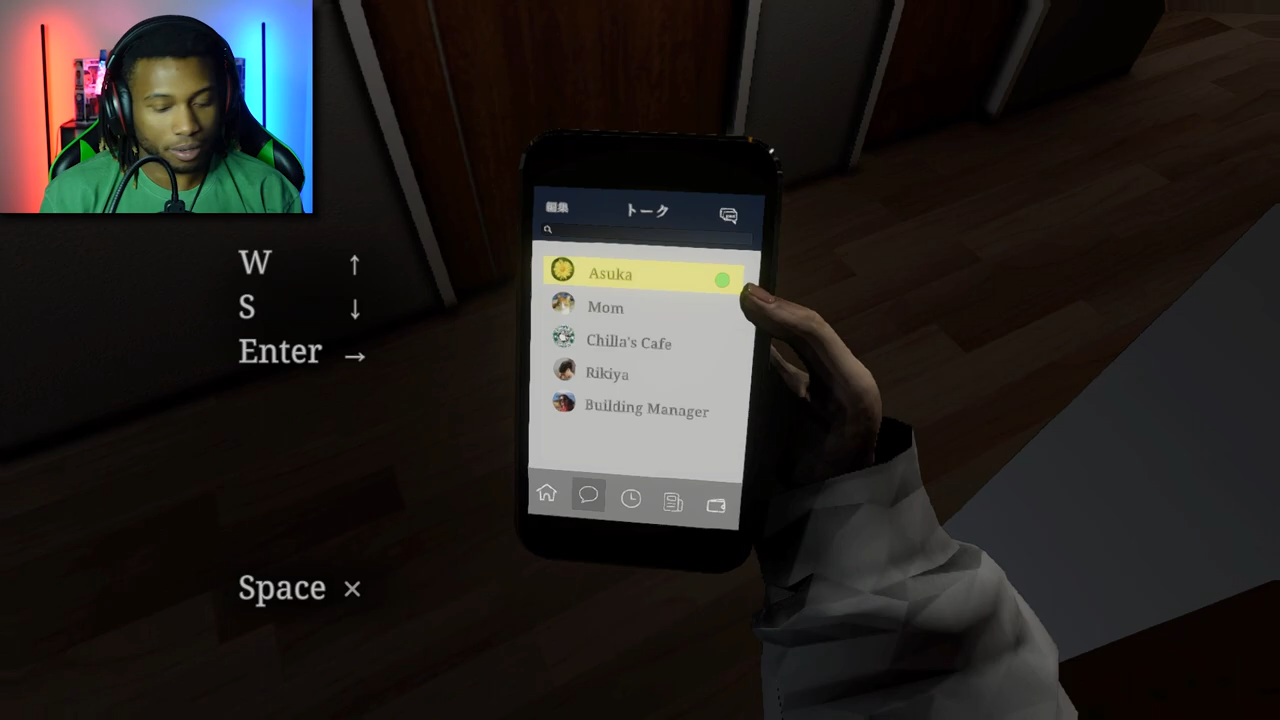 編集 トーク
Asuka
Mom
Chilla's Cafe
Rikiya
Building Manager
W ↑
S ↓
Enter →
Space ×